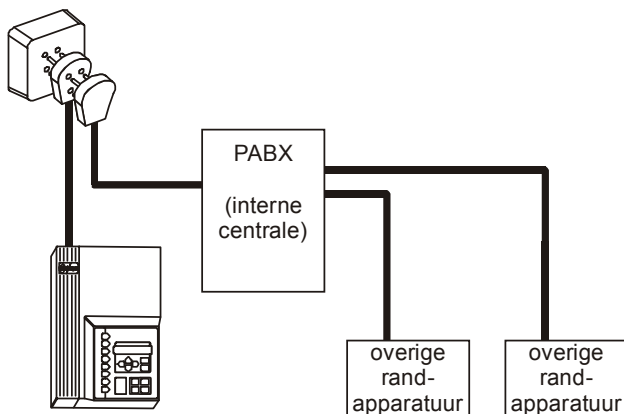 PABX
(interne
centrale)
overige
rand-
apparatuur
overige
rand-
apparatuur